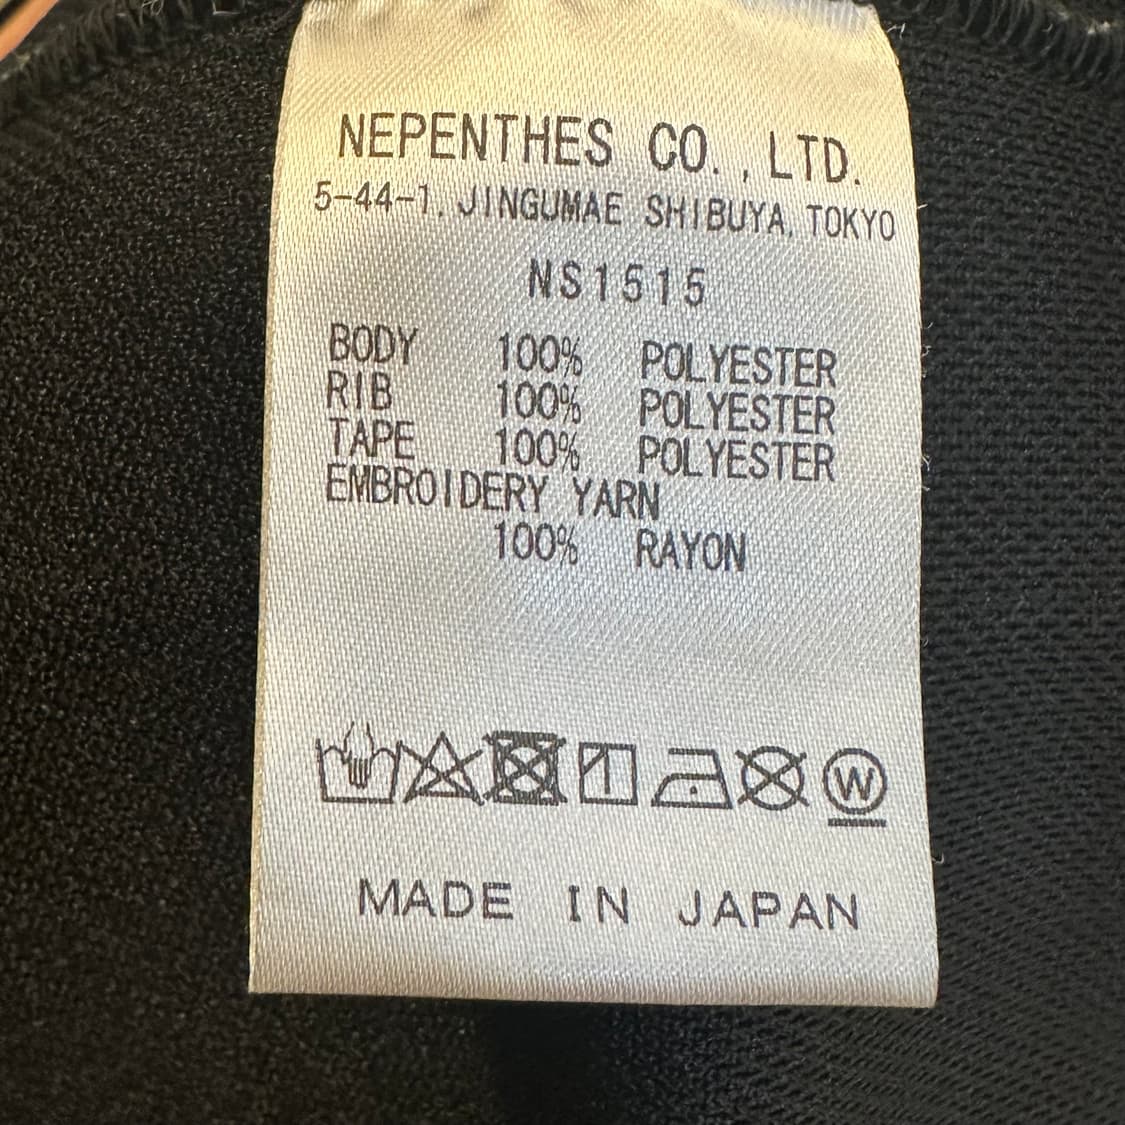 NEPENTHES CO., LTD.
5-44-1, JINGUMAE SHIBUYA, TOKYO
NS1515
BODY 100% POLYESTER
RIB 100% POLYESTER
TAPE 100% POLYESTER
EMBROIDERY YARN
100% RAYON
W
MADE IN JAPAN